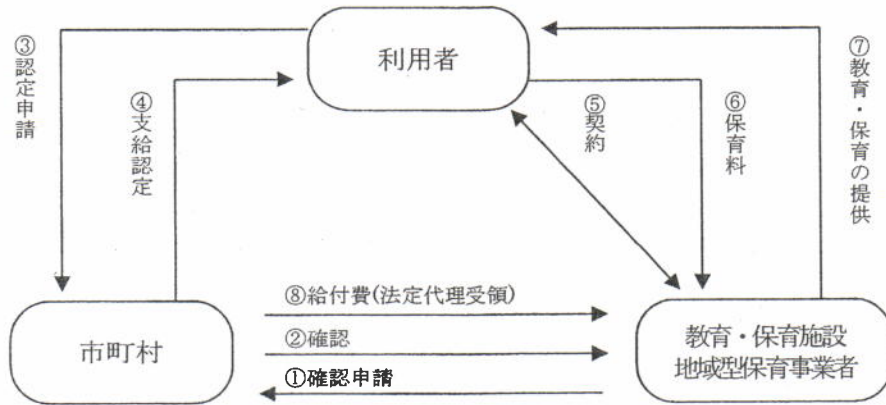 利用者
③認定申請
④支給認定
⑤契約
⑥保育料
⑦教育・保育の提供
⑧給付費(法定代理受領)
②確認
①確認申請
市町村
教育・保育施設
地域型保育事業者